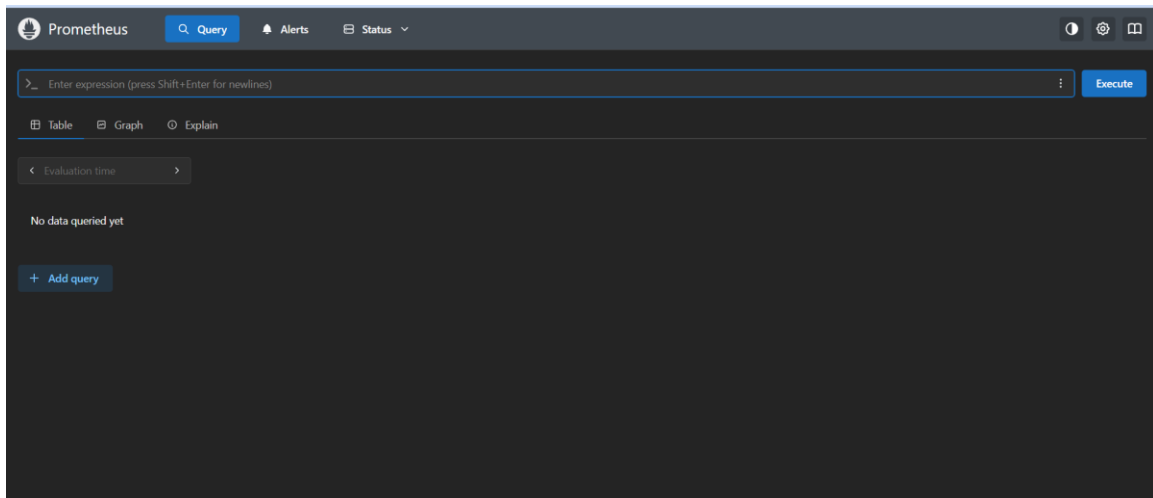 Prometheus Query Alerts Status
>_ Enter expression (press Shift+Enter for newlines) Execute
Table Graph Explain
Evaluation time
No data queried yet
+ Add query